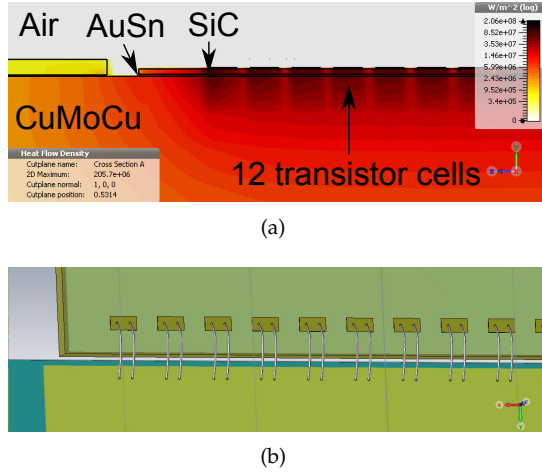 W/m^2 (log)
Air AuSn SiC
2.06e+08
8.52e+07
3.51e+07
1.46e+07
5.99e+06
2.43e+06
9.52e+05
3.4e+05
0
CuMoCu
Heat Flow Density
Cutplane name: Cross Section A
Cutplane normal: 1, 0, 0
2D Maximum: 205.7e+06
Cutplane position: 0.5314
12 transistor cells
(a)
(b)